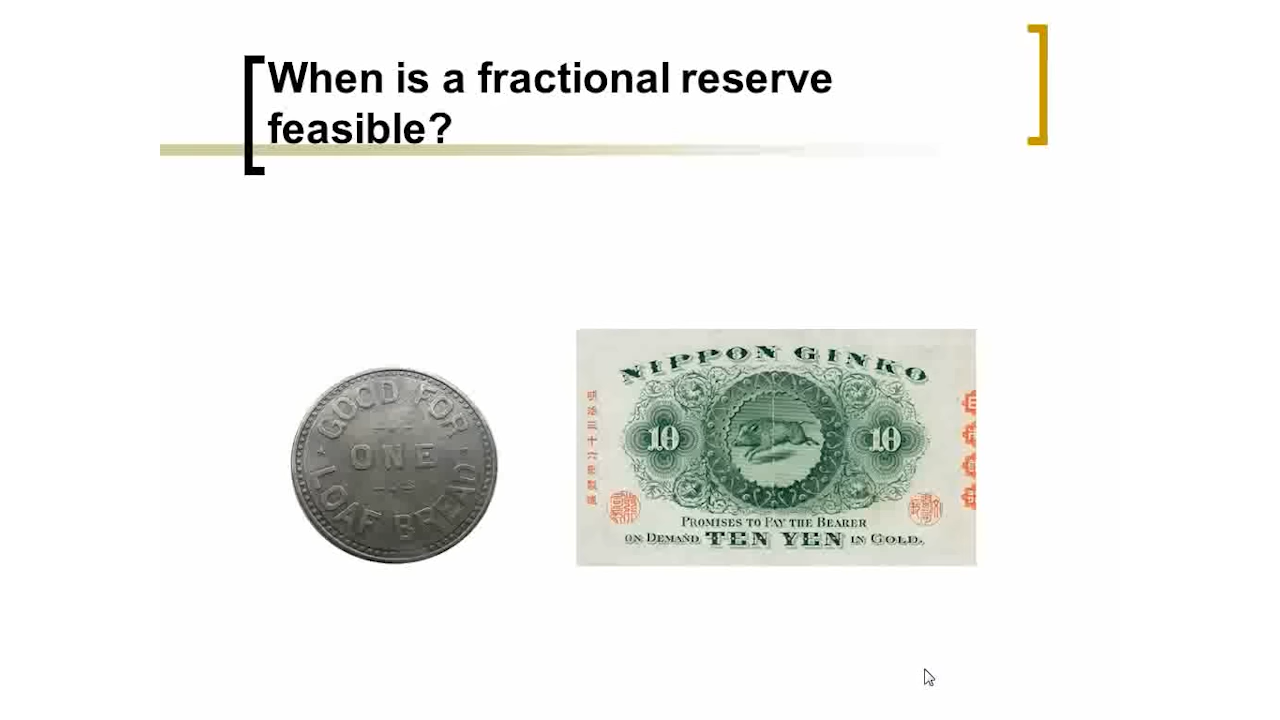 When is a fractional reserve
feasible?
GOOD FOR
ONE
LOAF BREAD
NIPPON GINKO
10
10
PROMISES TO PAY THE BEARER
ON DEMAND TEN YEN IN GOLD.